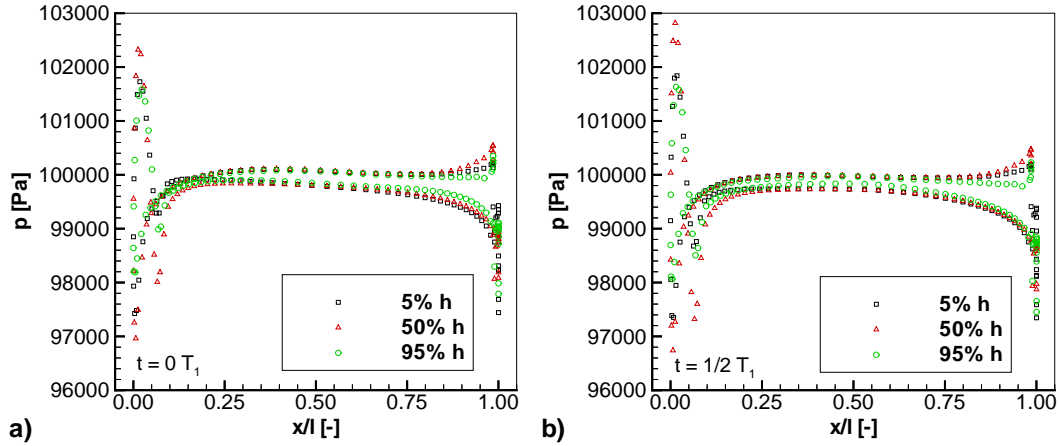 p [Pa]
103000
102000
101000
100000
99000
98000
97000
96000
5% h
50% h
95% h
t = 0 T₁
0.00 0.25 0.50 0.75 1.00
x/l [-]
a)
p [Pa]
103000
102000
101000
100000
99000
98000
97000
96000
5% h
50% h
95% h
t = 1/2 T₁
0.00 0.25 0.50 0.75 1.00
x/l [-]
b)